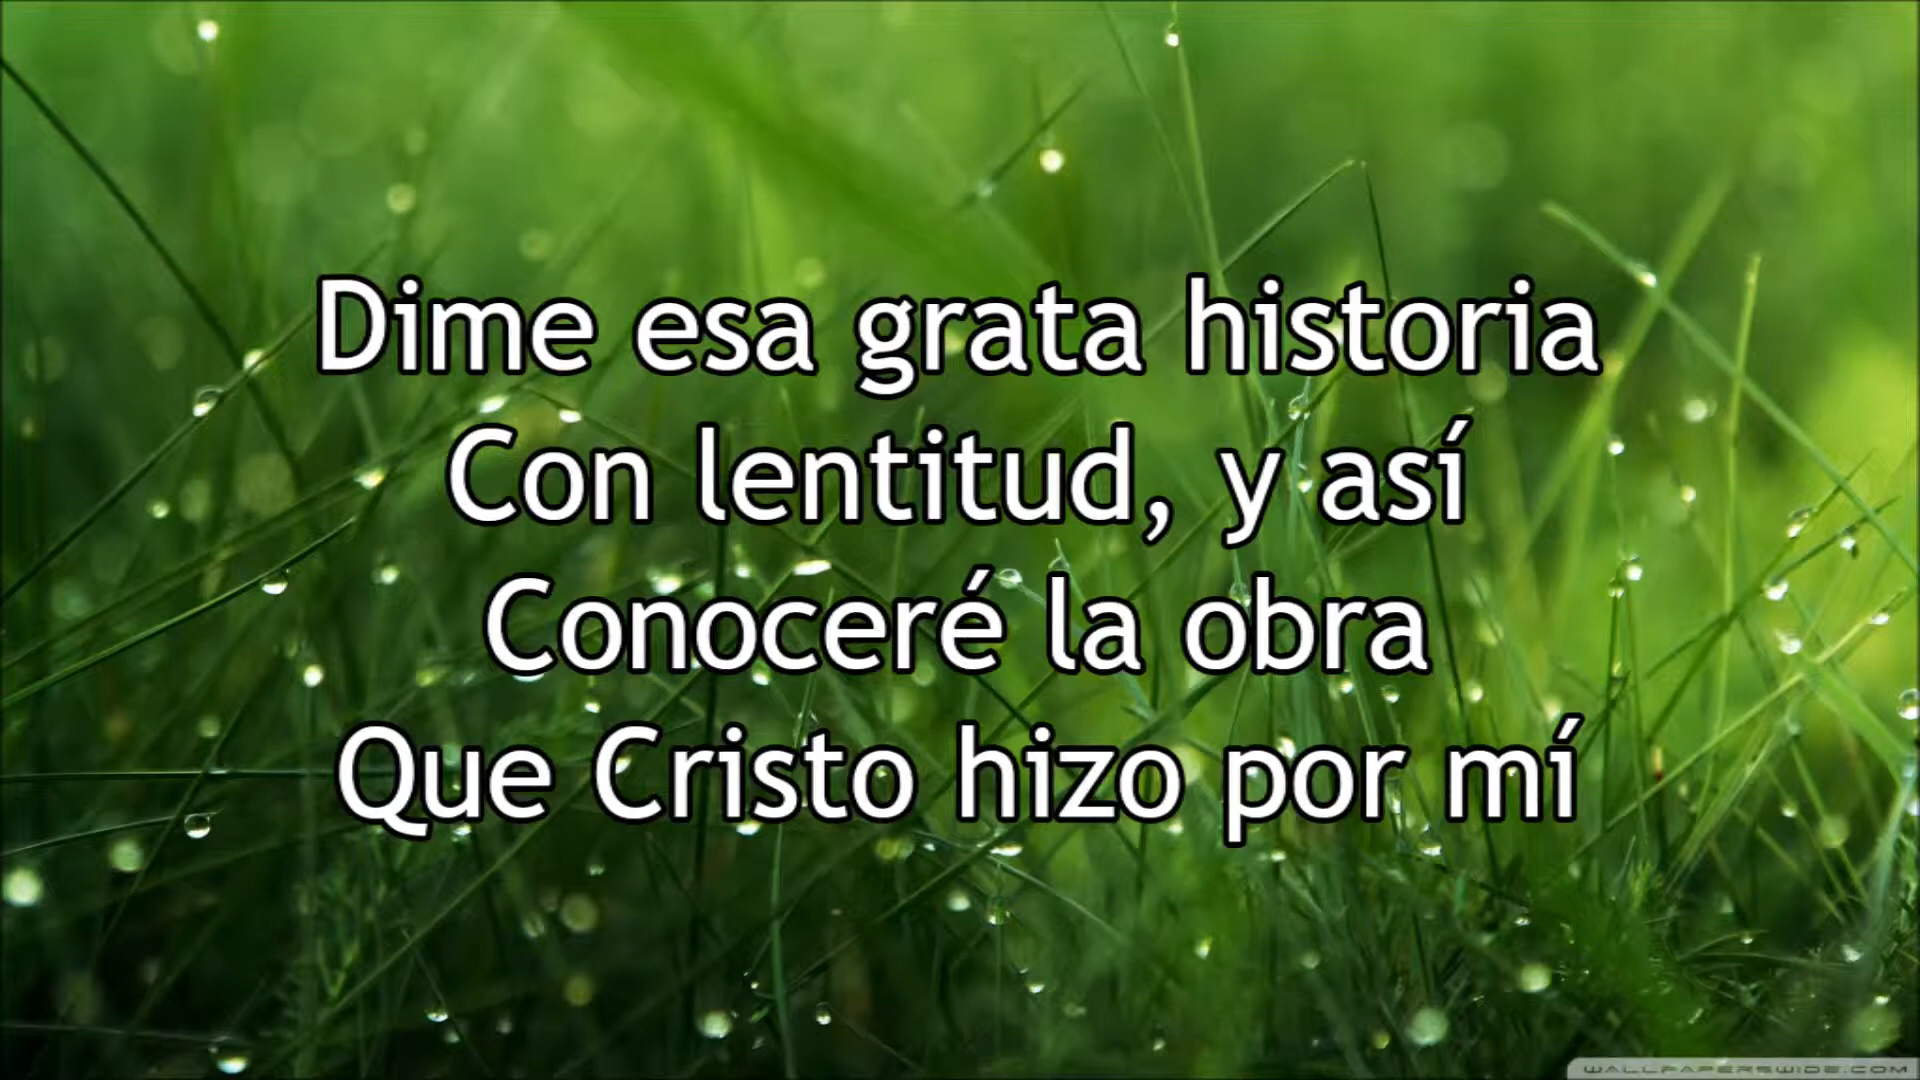 Dime esa grata historia
Con lentitud, y así
Conoceré la obra
Que Cristo hizo por mí
WALLPAPERSWIDE.COM